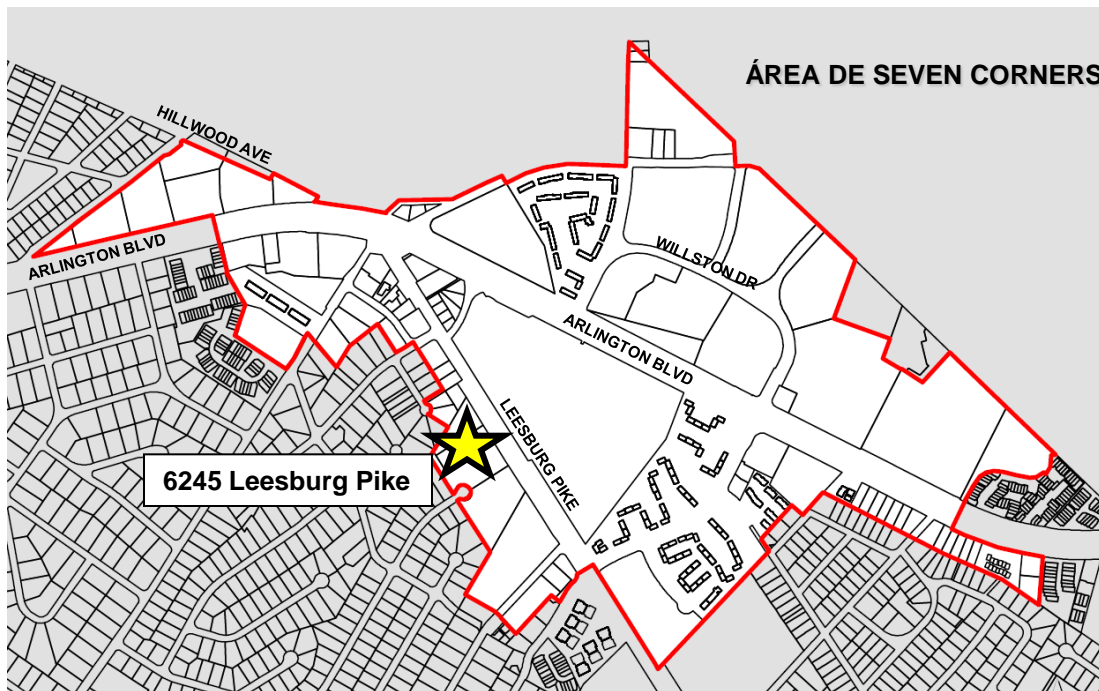 ÁREA DE SEVEN CORNERS
HILLWOOD AVE
ARLINGTON BLVD
WILLSTON DR
ARLINGTON BLVD
LEESBURG PIKE
6245 Leesburg Pike